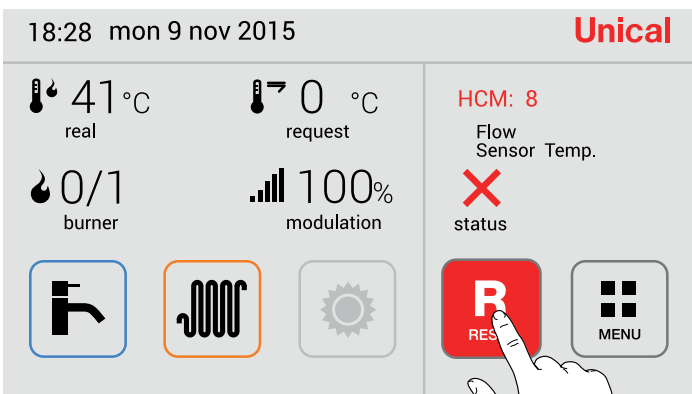 18:28 mon 9 nov 2015
Unical
41°C
real
0 °C
request
HCM: 8
Flow
Sensor Temp.
0/1
burner
100%
modulation
status
R
MENU